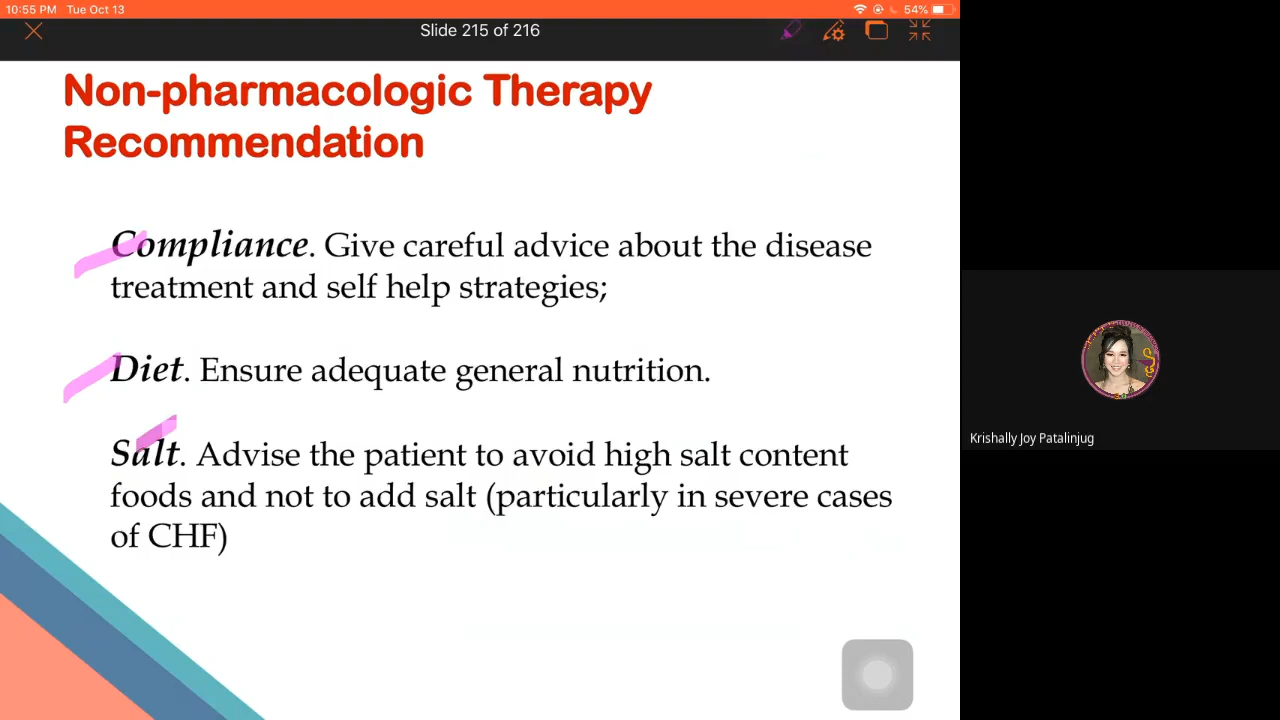 10:55 PM Tue Oct 13
54%
Slide 215 of 216
Non-pharmacologic Therapy
Recommendation
Compliance. Give careful advice about the disease
treatment and self help strategies;
Diet. Ensure adequate general nutrition.
Salt. Advise the patient to avoid high salt content
foods and not to add salt (particularly in severe cases
of CHF)
Krishally Joy Patalinjug